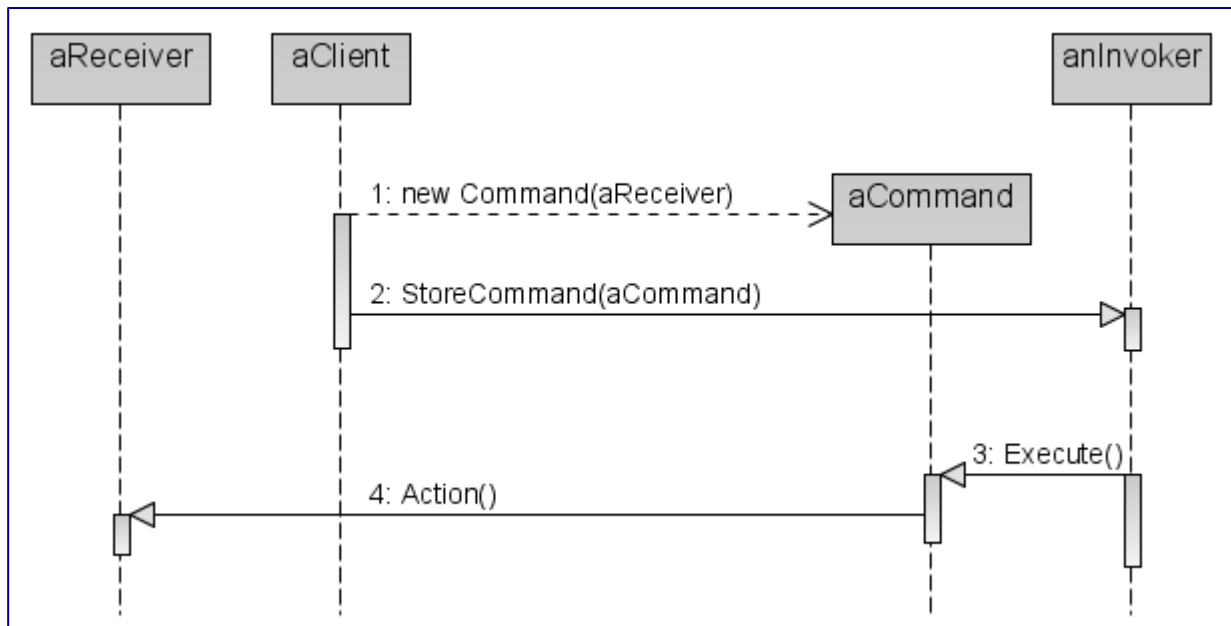 aReceiver
aClient
anInvoker
1: new Command(aReceiver)
aCommand
2: StoreCommand(aCommand)
3: Execute()
4: Action()